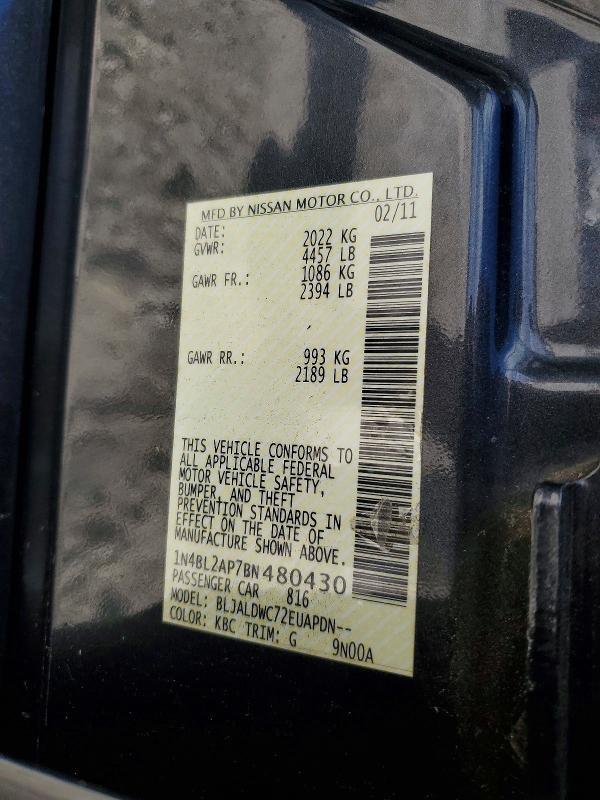 MFD BY NISSAN MOTOR CO., LTD.
DATE: 02/11
GVWR: 2022 KG
4457 LB
GAWR FR.: 1086 KG
2394 LB
GAWR RR.: 993 KG
2189 LB
THIS VEHICLE CONFORMS TO
ALL APPLICABLE FEDERAL
MOTOR VEHICLE SAFETY,
BUMPER, AND THEFT
PREVENTION STANDARDS IN
EFFECT ON THE DATE OF
MANUFACTURE SHOWN ABOVE.
1N4BL2AP7BN480430
PASSENGER CAR 816
MODEL: BLJALDWC72EUAPDN--
COLOR: KBC TRIM: G 9N00A